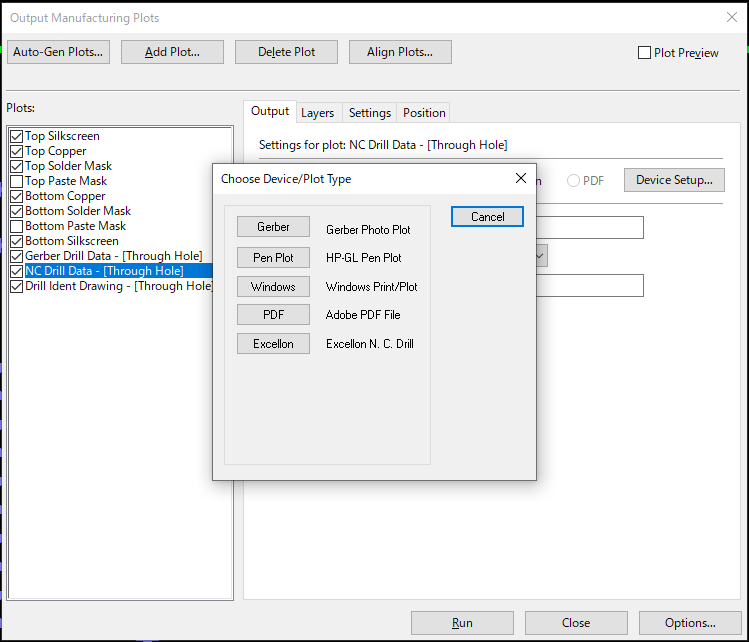 Output Manufacturing Plots
Auto-Gen Plots...
Add Plot...
Delete Plot
Align Plots...
Plot Preview
Plots:
Top Silkscreen
Top Copper
Top Solder Mask
Top Paste Mask
Bottom Copper
Bottom Solder Mask
Bottom Paste Mask
Bottom Silkscreen
Gerber Drill Data - [Through Hole]
NC Drill Data - [Through Hole]
Drill Ident Drawing - [Through Hole]
Output
Layers
Settings
Position
Settings for plot: NC Drill Data - [Through Hole]
n
PDF
Device Setup...
Choose Device/Plot Type
Cancel
Gerber
Gerber Photo Plot
Pen Plot
HP-GL Pen Plot
Windows
Windows Print/Plot
PDF
Adobe PDF File
Excellon
Excellon N. C. Drill
Run
Close
Options...